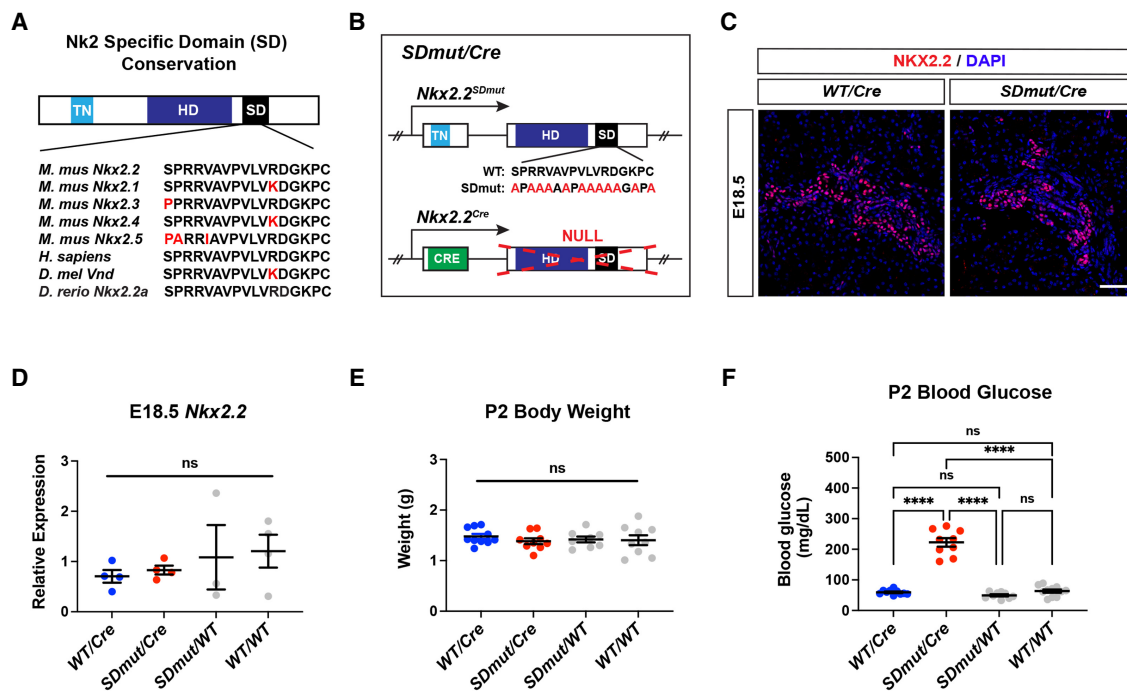 A
Nk2 Specific Domain (SD)
Conservation
TN HD SD
M. mus Nkx2.2 SPRRVAVPVLVRDGKPC
M. mus Nkx2.1 SPRRVAVPVLVKDGKPC
M. mus Nkx2.3 PPRRVAVPVLVRDGKPC
M. mus Nkx2.4 SPRRVAVPVLVKDGKPC
M. mus Nkx2.5 PARRIAVPVLVRDGKPC
H. sapiens SPRRVAVPVLVRDGKPC
D. mel Vnd SPRRVAVPVLVKDGKPC
D. rerio Nkx2.2a SPRRVAVPVLVRDGKPC
B
SDmut/Cre
Nkx2.2SDmut
TN HD SD
WT: SPRRVAVPVLVRDGKPC
SDmut: APAAAAAPAAAAAGAPA
Nkx2.2Cre
NULL
CRE HD SD
C
NKX2.2 / DAPI
WT/Cre SDmut/Cre
E18.5
D
E18.5 Nkx2.2
ns
Relative Expression
3
2
1
0
WT/Cre SDmut/Cre SDmut/WT WT/WT
E
P2 Body Weight
ns
Weight (g)
3
2
1
0
WT/Cre SDmut/Cre SDmut/WT WT/WT
F
P2 Blood Glucose
ns
****
ns
**** **** ns
Blood glucose
(mg/dL)
500
400
300
200
100
0
WT/Cre SDmut/Cre SDmut/WT WT/WT